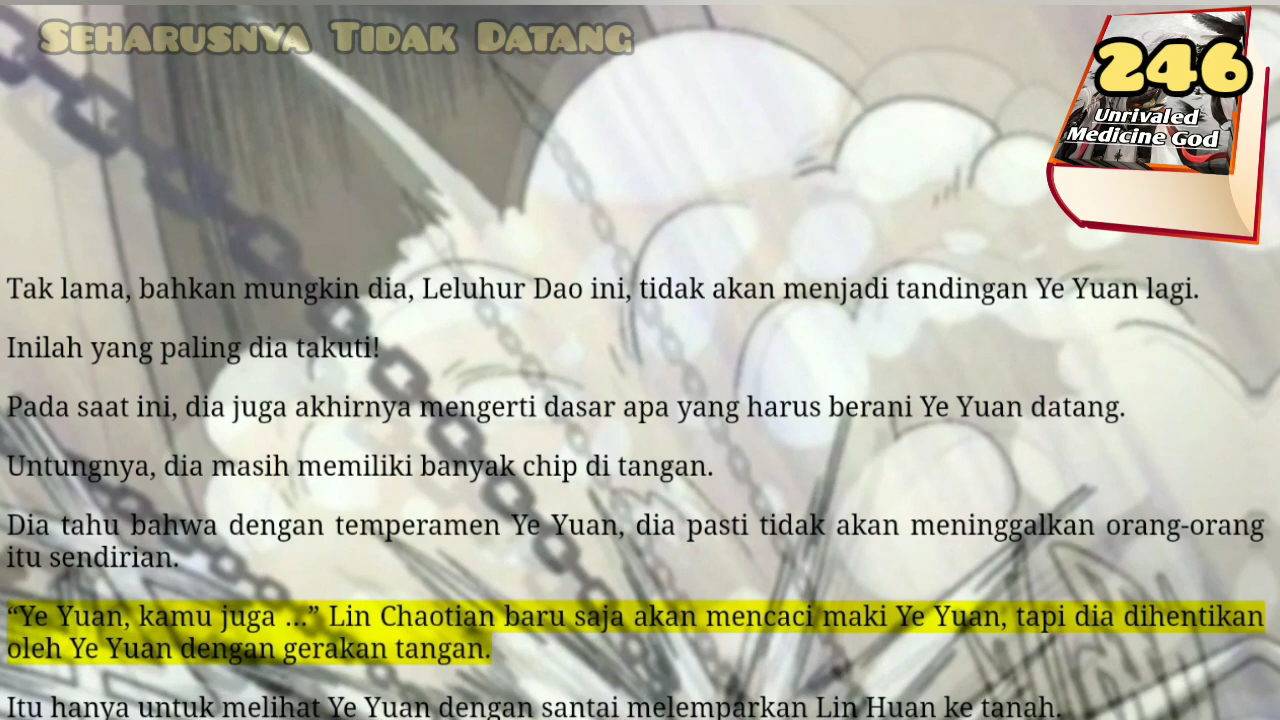 Seharusnya Tidak Datang
246
Unrivaled
Medicine God
Tak lama, bahkan mungkin dia, Leluhur Dao ini, tidak akan menjadi tandingan Ye Yuan lagi.
Inilah yang paling dia takuti!
Pada saat ini, dia juga akhirnya mengerti dasar apa yang harus berani Ye Yuan datang.
Untungnya, dia masih memiliki banyak chip di tangan.
Dia tahu bahwa dengan temperamen Ye Yuan, dia pasti tidak akan meninggalkan orang-orang
itu sendirian.
“Ye Yuan, kamu juga ...” Lin Chaotian baru saja akan mencaci maki Ye Yuan, tapi dia dihentikan
oleh Ye Yuan dengan gerakan tangan.
Itu hanya untuk melihat Ye Yuan dengan santai melemparkan Lin Huan ke tanah.